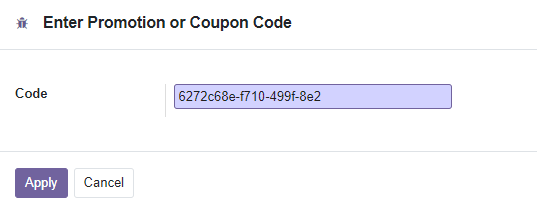 Enter Promotion or Coupon Code
Code
6272c68e-f710-499f-8e2
Apply
Cancel